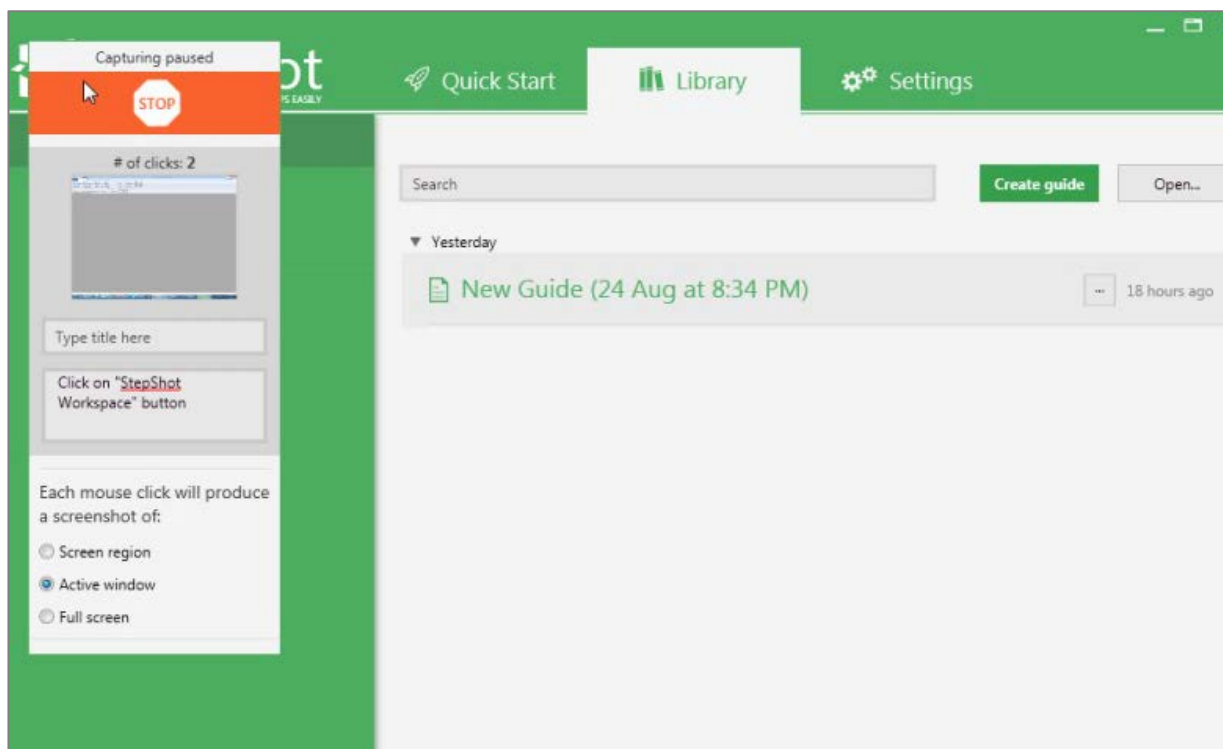 Capturing paused
STOP
ot
PS EASILY
Quick Start
Library
Settings
# of clicks: 2
Type title here
Click on "StepShot
Workspace" button
Each mouse click will produce
a screenshot of:
Screen region
Active window
Full screen
Search
Create guide
Open...
Yesterday
New Guide (24 Aug at 8:34 PM)
...
18 hours ago